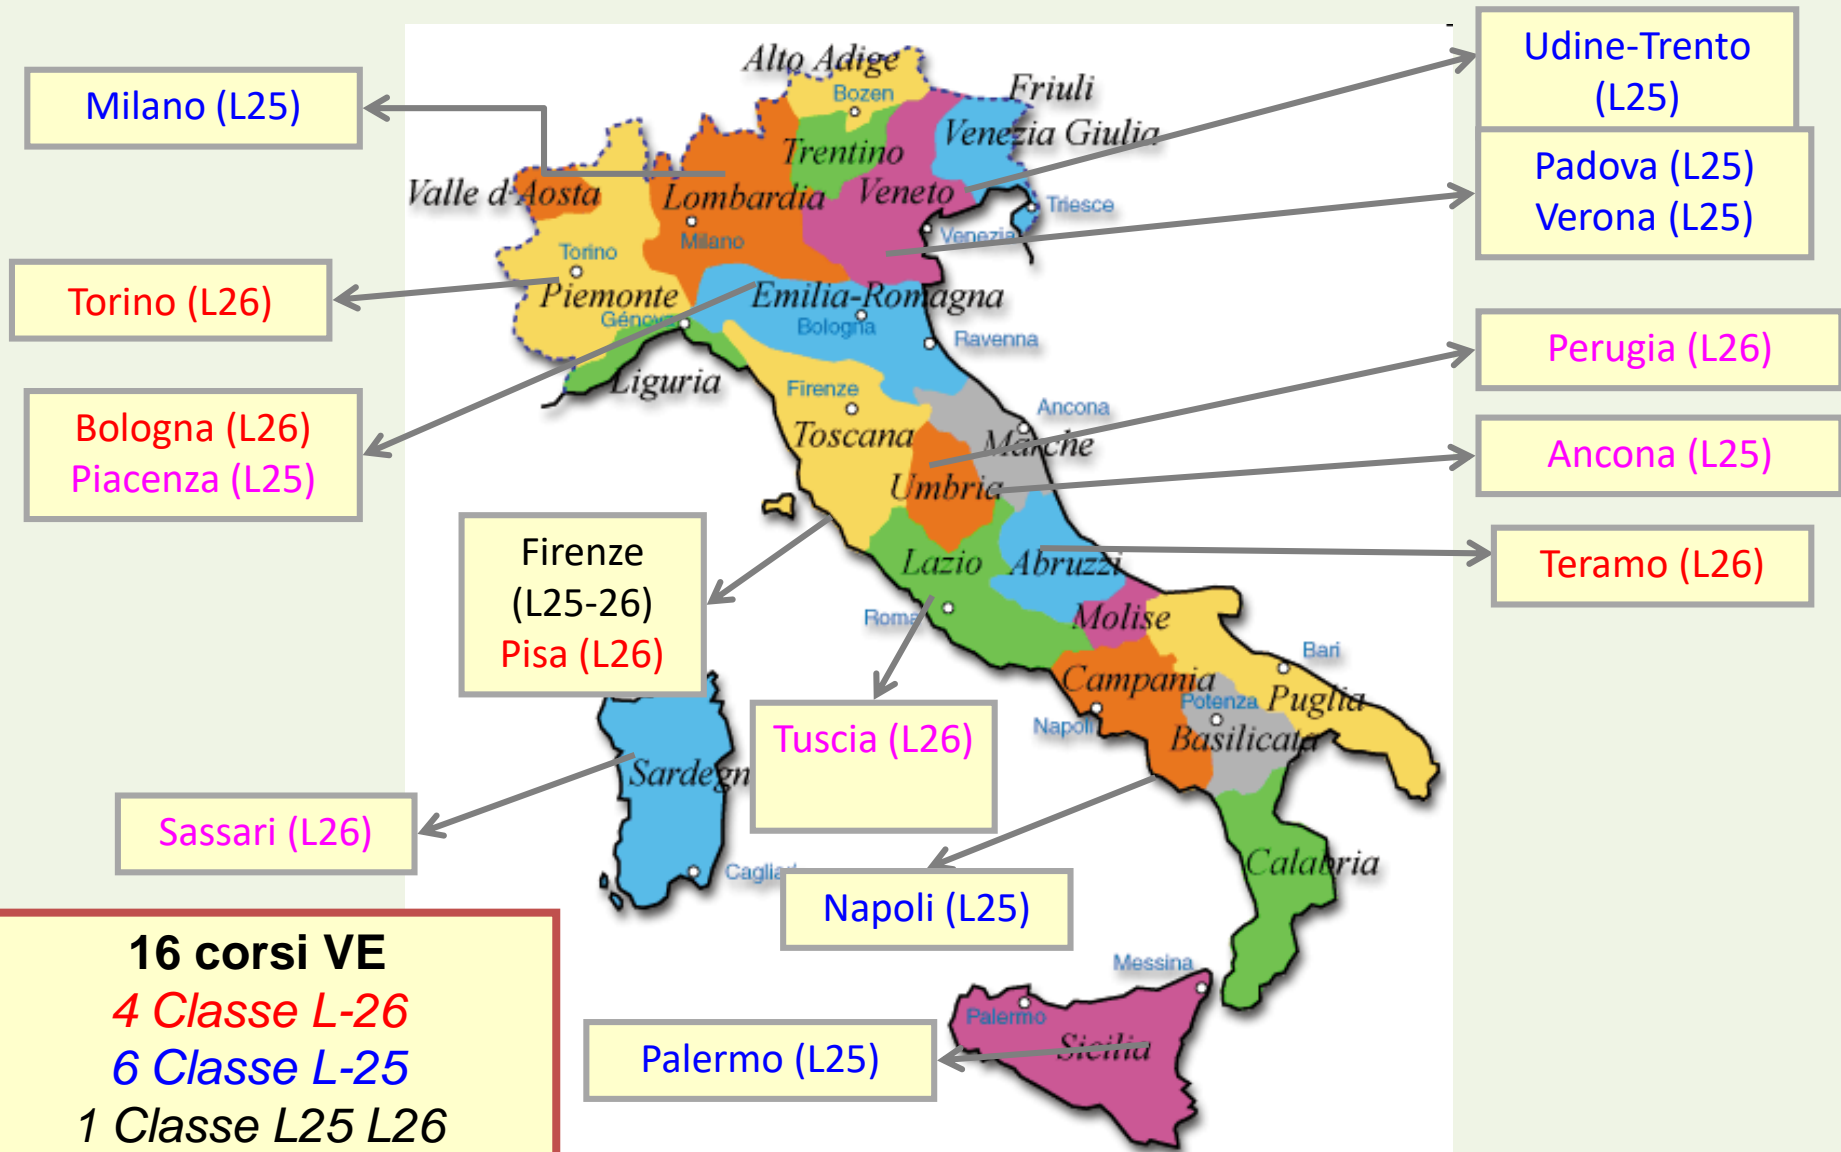 Milano (L25)
Torino (L26)
Bologna (L26)
Piacenza (L25)
Firenze
(L25-26)
Pisa (L26)
Sassari (L26)
Tuscia (L26)
Napoli (L25)
Palermo (L25)
Udine-Trento
(L25)
Padova (L25)
Verona (L25)
Perugia (L26)
Ancona (L25)
Teramo (L26)
16 corsi VE
4 Classe L-26
6 Classe L-25
1 Classe L25 L26
Alto Adige
Bozen
Friuli
Venezia Giulia
Trentino
Valle d'Aosta
Lombardia
Veneto
Triesce
Milano
Venezia
Torino
Piemonte
Emilia-Romagna
Génova
Bologna
Ravenna
Liguria
Firenze
Ancona
Toscana
Marche
Umbria
Lazio
Abruzzi
Roma
Molise
Bari
Campania
Potenza
Puglia
Napoli
Basilicata
Sardegn
Cagliari
Calabria
Messina
Palermo
Sicilia